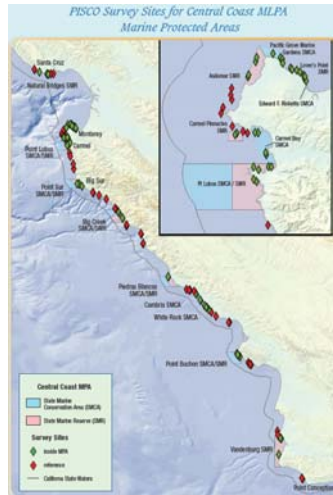 PISCO Survey Sites for Central Coast MLPA
Marine Protected Areas
Santa Cruz
Natural Bridges SMR
Monterey
Point Lobos
SMCA/SMR
Carmel
Point Sur
SMCA/SMR
Big Sur
Big Creek
SMCA/SMR
Piedras Blancas
SMCA/SMR
Cambria SMCA
White Rock SMCA
Point Buchon SMCA/SMR
Vandenburg SMR
Point Conception
Pacific Grove Marine
Gardens SMCA
Lover's Point
SMR
Asilomar SMR
Edward F. Ricketts SMCA
Carmel Pinnacles
SMR
Carmel Bay
SMCA
Pt Lobos SMCA / SMR
Central Coast MPA
State Marine
Conservation Area (SMCA)
State Marine
Reserve (SMR)
Survey Sites
inside MPA
reference
California State Waters